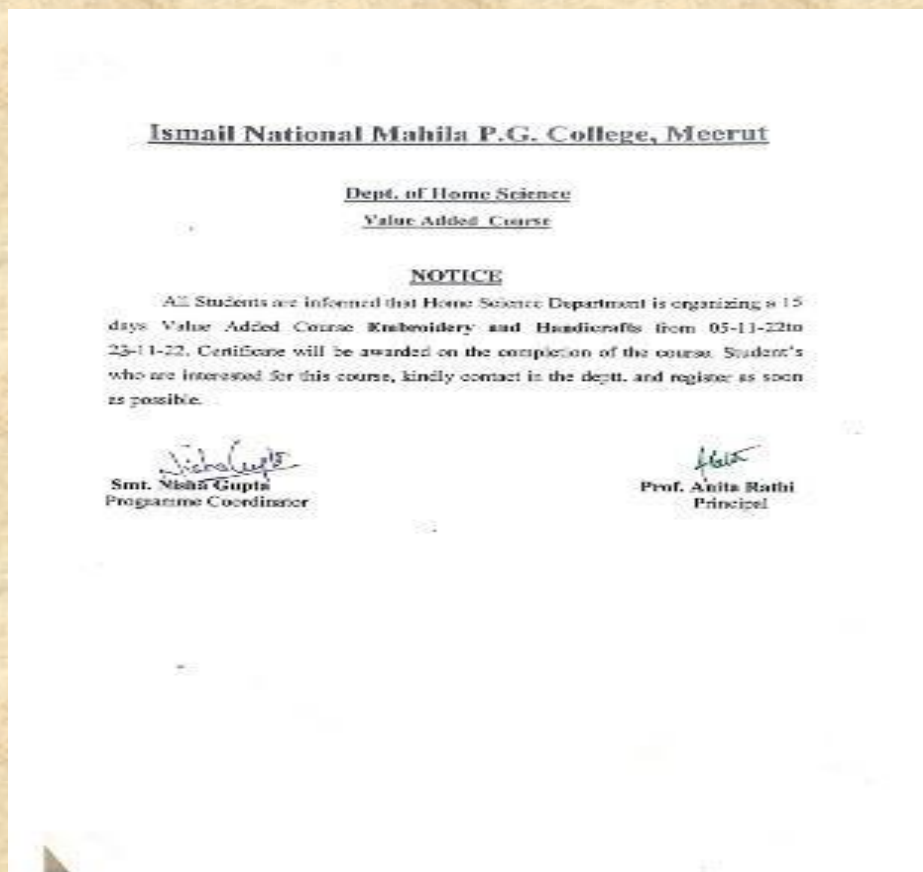 Ismail National Mahila P.G. College, Meerut
Dept. of Home Science
Value Added Course
NOTICE
All Students are informed that Home Science Department is organizing a 15
days Value Added Course Embroidery and Handicrafts from 05-11-22to
23-11-22. Certificate will be awarded on the completion of the course. Student's
who are interested for this course, kindly contact in the deptt. and register as soon
as possible.
Nisha Gupta
Smt. Nisha Gupta
Programme Coordinator
Prof. Anita Rathi
Principal